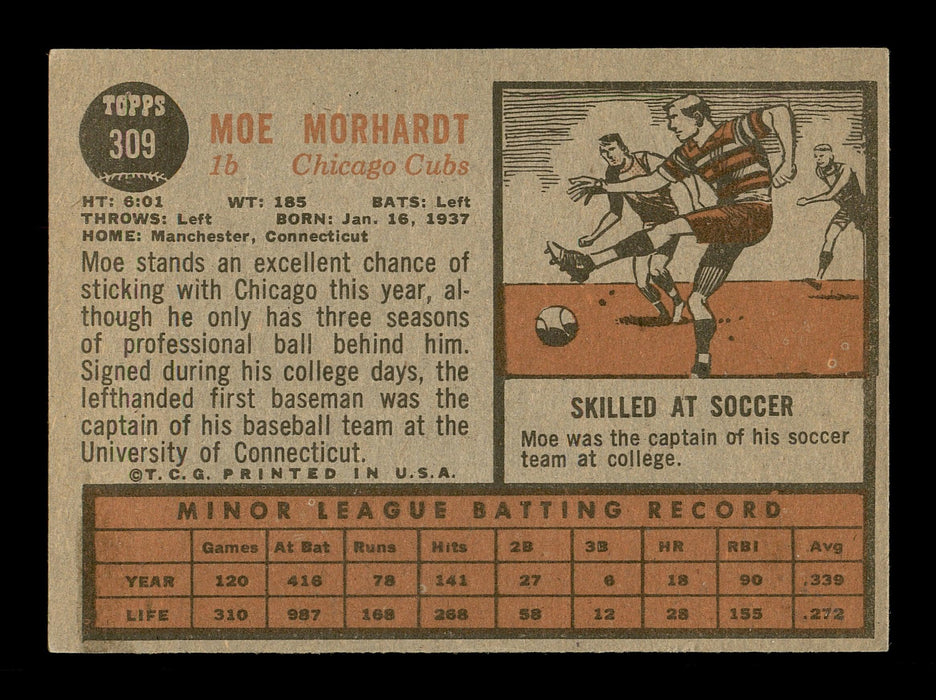 TOPPS
309
MOE MORHARDT
1b Chicago Cubs
HT: 6:01 WT: 185 BATS: Left
THROWS: Left BORN: Jan. 16, 1937
HOME: Manchester, Connecticut
Moe stands an excellent chance of
sticking with Chicago this year, al-
though he only has three seasons
of professional ball behind him.
Signed during his college days, the
lefthanded first baseman was the
captain of his baseball team at the
University of Connecticut.
©T.C.G. PRINTED IN U.S.A.
SKILLED AT SOCCER
Moe was the captain of his soccer
team at college.
MINOR LEAGUE BATTING RECORD
Games At Bat Runs Hits 2B 3B HR RBI Avg
YEAR 120 416 78 141 27 6 18 90 .339
LIFE 310 987 168 268 58 12 28 155 .272